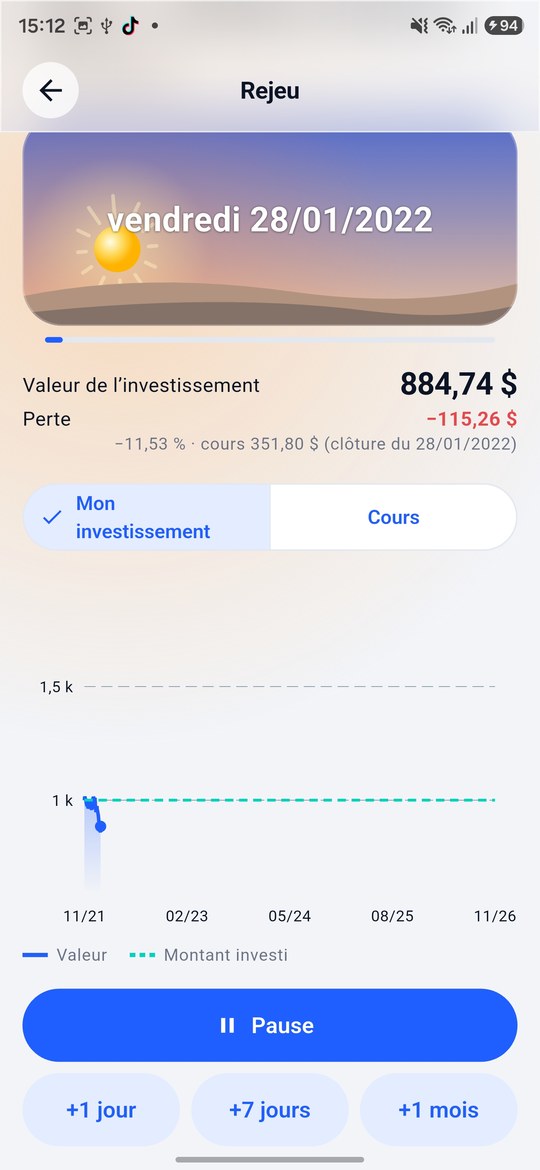 15:12
94
Rejeu
vendredi 28/01/2022
Valeur de l’investissement
884,74 $
Perte
−115,26 $
−11,53 % · cours 351,80 $ (clôture du 28/01/2022)
Mon
investissement
Cours
1,5 k
1 k
11/21 02/23 05/24 08/25 11/26
Valeur
Montant investi
Pause
+1 jour
+7 jours
+1 mois